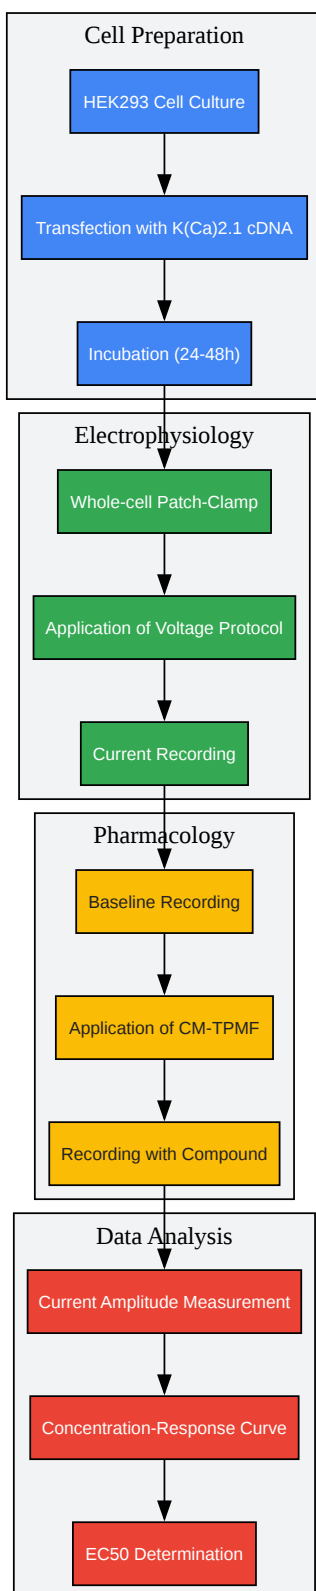 Cell Preparation
HEK293 Cell Culture
Transfection with K(Ca)2.1 cDNA
Incubation (24-48h)
Electrophysiology
Whole-cell Patch-Clamp
Application of Voltage Protocol
Current Recording
Pharmacology
Baseline Recording
Application of CM-TPMF
Recording with Compound
Data Analysis
Current Amplitude Measurement
Concentration-Response Curve
EC50 Determination